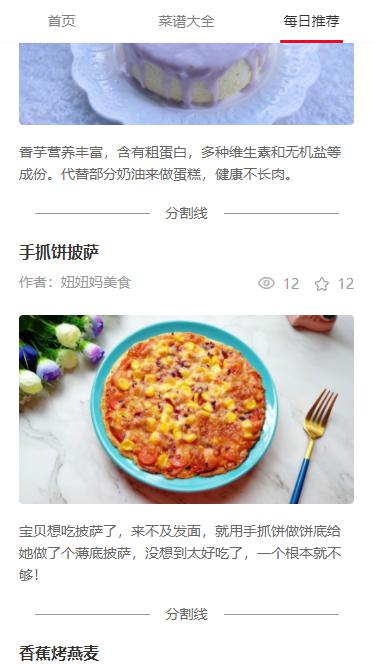 首页 菜谱大全 每日推荐
香芋营养丰富，含有粗蛋白，多种维生素和无机盐等
成份。代替部分奶油来做蛋糕，健康不长肉。
分割线
手抓饼披萨
作者：妞妞妈美食 12 12
宝贝想吃披萨了，来不及发面，就用手抓饼做饼底给
她做了个薄底披萨，没想到太好吃了，一个根本就不
够！
分割线
香蕉烤燕麦